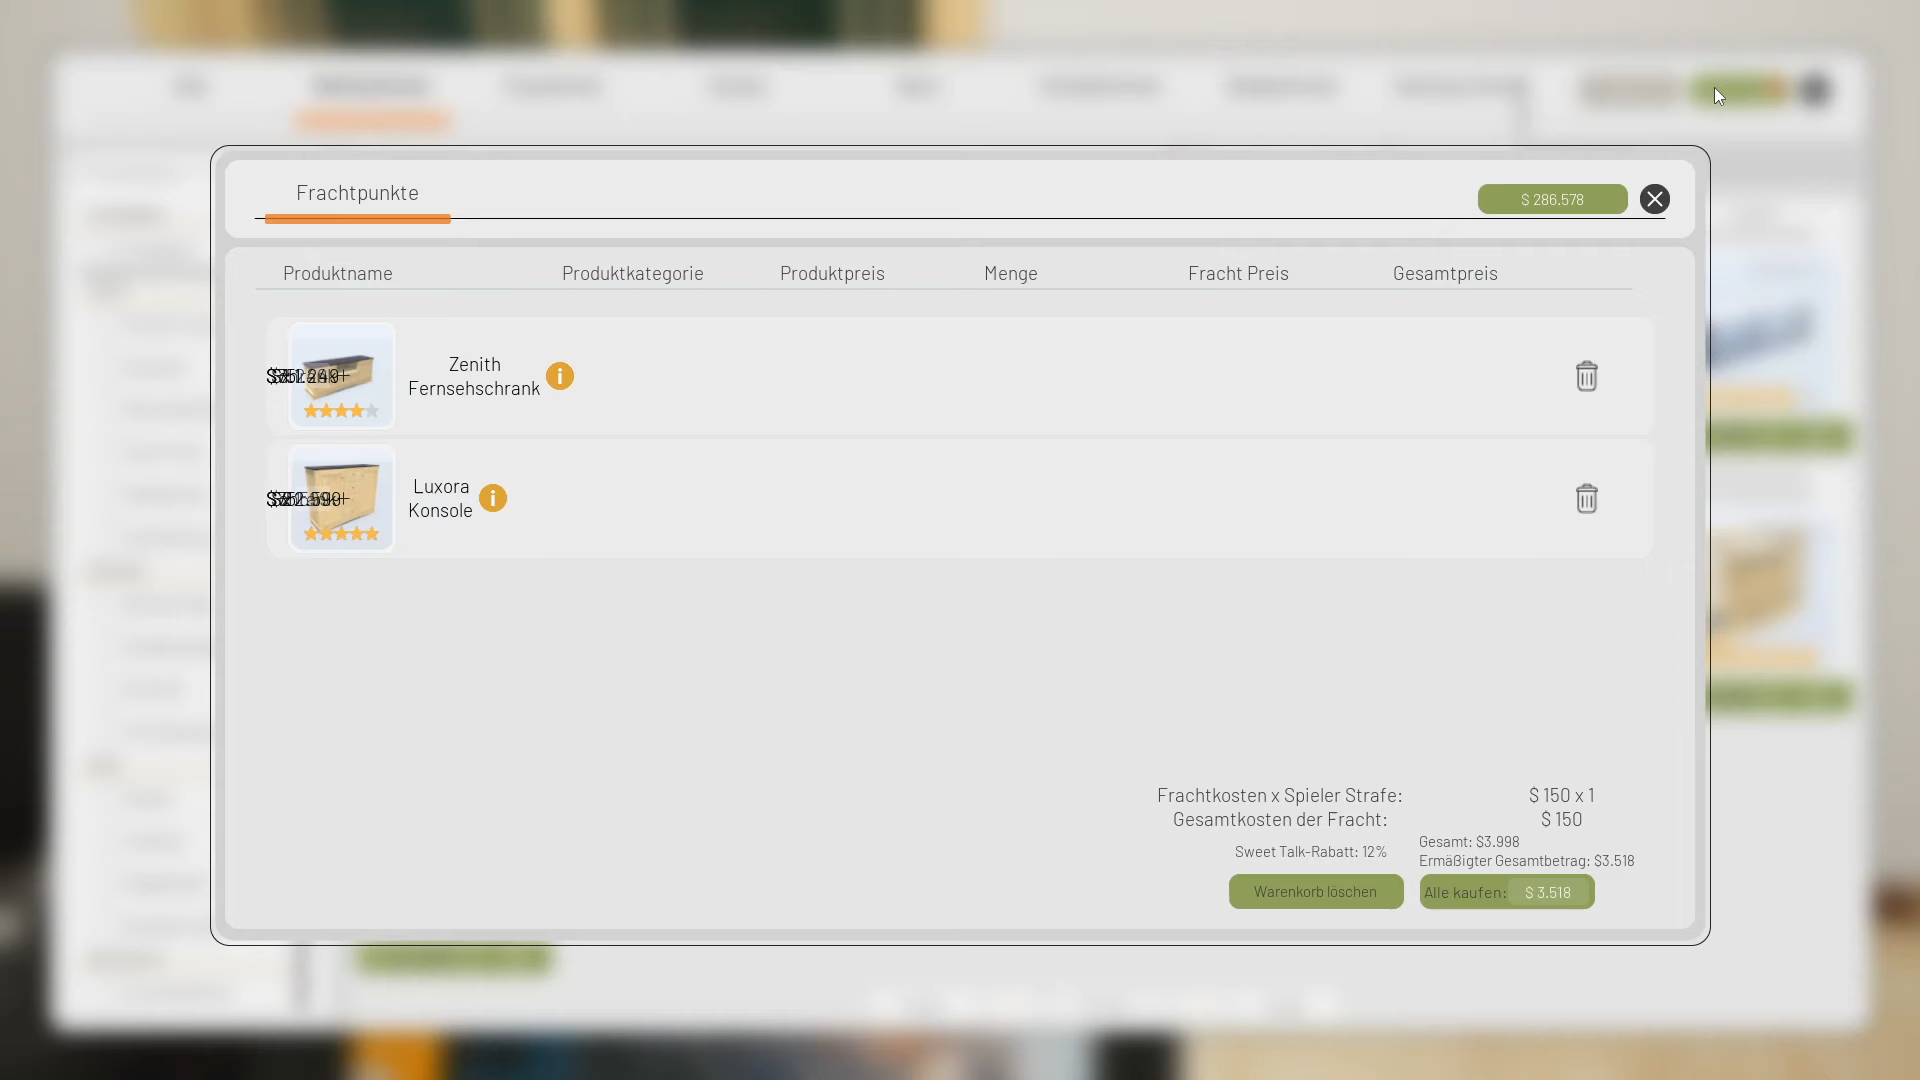 Frachtpunkte
$ 286.578
Produktname
Produktkategorie
Produktpreis
Menge
Fracht Preis
Gesamtpreis
Zenith
Fernsehschrank
i
Luxora
Konsole
i
Frachtkosten x Spieler Strafe:
$ 150 x 1
Gesamtkosten der Fracht:
$ 150
Sweet Talk-Rabatt: 12%
Gesamt: $3.998
Ermäßigter Gesamtbetrag: $3.518
Warenkorb löschen
Alle kaufen:
$ 3.518